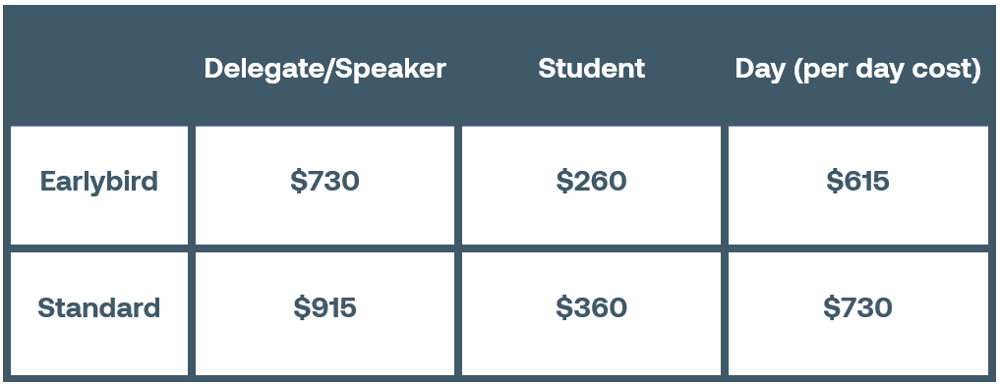 Delegate/Speaker Student Day (per day cost)
Earlybird $730 $260 $615
Standard $915 $360 $730